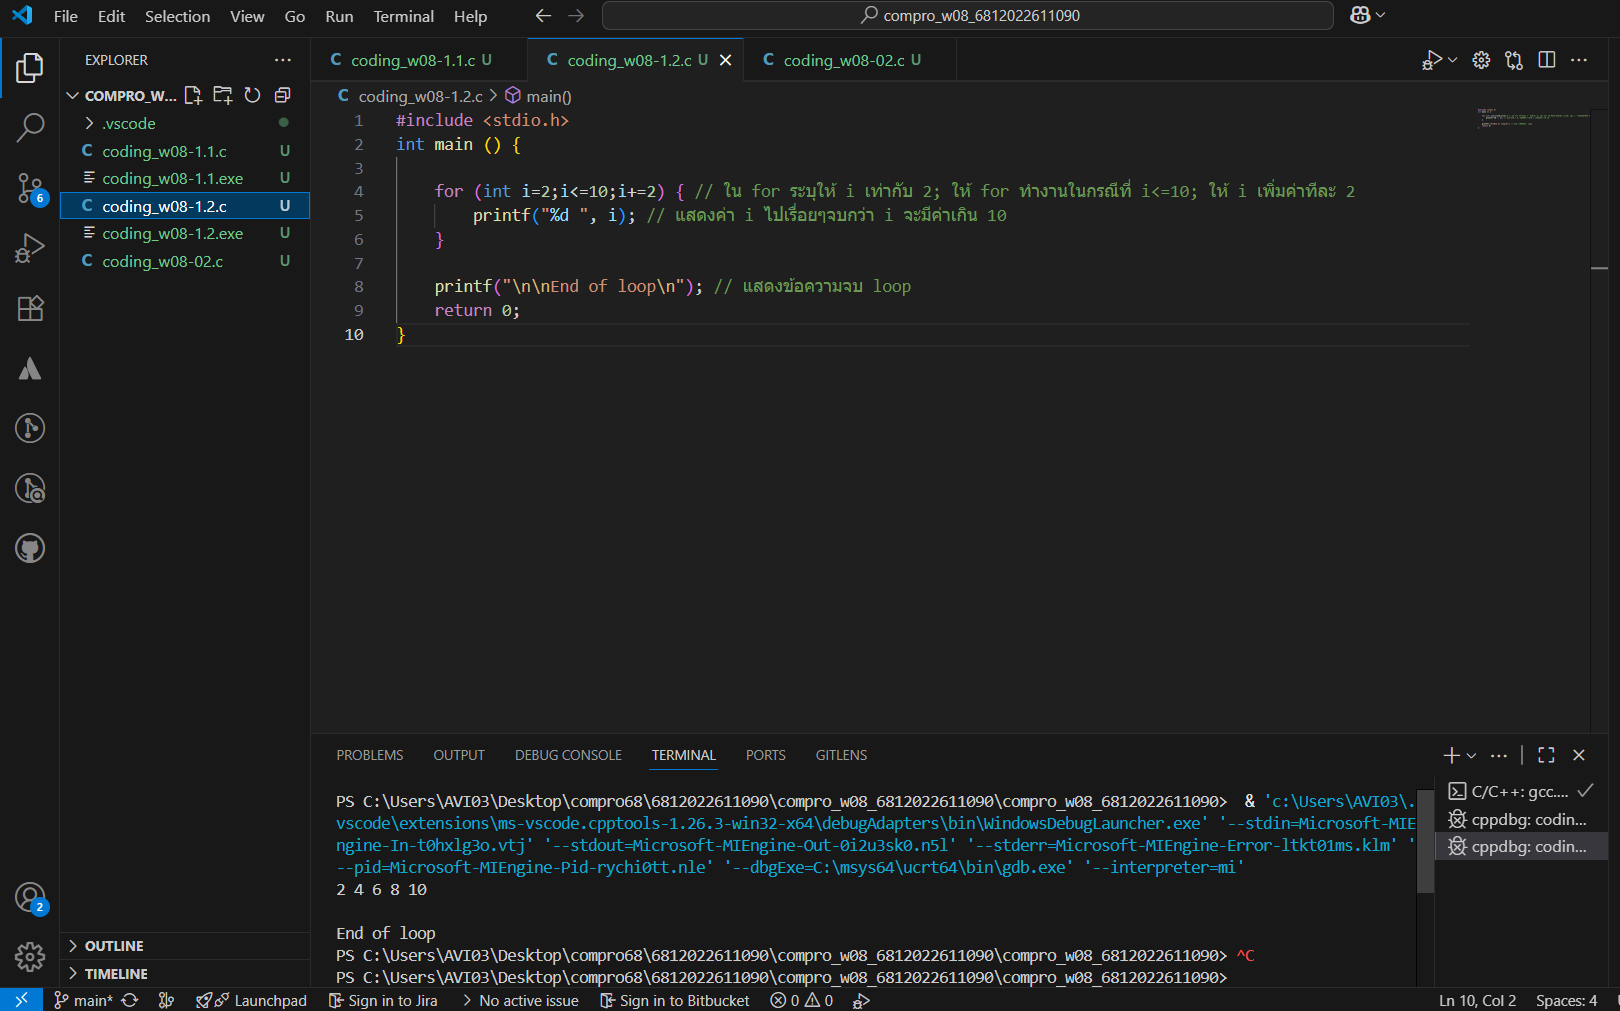 File Edit Selection View Go Run Terminal Help
compro_w08_6812022611090
EXPLORER
COMPRO_W...
.vscode
coding_w08-1.1.c U
coding_w08-1.1.exe U
coding_w08-1.2.c U
coding_w08-1.2.exe U
coding_w08-02.c U
6
2
OUTLINE
TIMELINE
C coding_w08-1.1.c U
C coding_w08-1.2.c U
C coding_w08-02.c U
C coding_w08-1.2.c > main()
1 #include <stdio.h>
2 int main () {
3
4 for (int i=2;i<=10;i+=2) { // ใน for ระบุให้ i เท่ากับ 2; ให้ for ทำงานในกรณีที่ i<=10; ให้ i เพิ่มค่าทีละ 2
5 printf("%d ", i); // แสดงค่า i ไปเรื่อยๆจบกว่า i จะมีค่าเกิน 10
6 }
7
8 printf("\n\nEnd of loop\n"); // แสดงข้อความจบ loop
9 return 0;
10 }
PROBLEMS OUTPUT DEBUG CONSOLE TERMINAL PORTS GITLENS
PS C:\Users\AVI03\Desktop\compro68\6812022611090\compro_w08_6812022611090\compro_w08_6812022611090> & 'c:\Users\AVI03\.
vscode\extensions\ms-vscode.cpptools-1.26.3-win32-x64\debugAdapters\bin\WindowsDebugLauncher.exe' '--stdin=Microsoft-MIE
ngine-In-t0hxlg3o.vtj' '--stdout=Microsoft-MIEngine-Out-0i2u3sk0.n5l' '--stderr=Microsoft-MIEngine-Error-ltkt01ms.klm' '
--pid=Microsoft-MIEngine-Pid-rychi0tt.nle' '--dbgExe=C:\msys64\ucrt64\bin\gdb.exe' '--interpreter=mi'
2 4 6 8 10
End of loop
PS C:\Users\AVI03\Desktop\compro68\6812022611090\compro_w08_6812022611090\compro_w08_6812022611090> ^C
PS C:\Users\AVI03\Desktop\compro68\6812022611090\compro_w08_6812022611090\compro_w08_6812022611090>
C/C++: gcc....
cppdbg: codin...
cppdbg: codin...
main* Launchpad Sign in to Jira No active issue Sign in to Bitbucket 0 0 Ln 10, Col 2 Spaces: 4